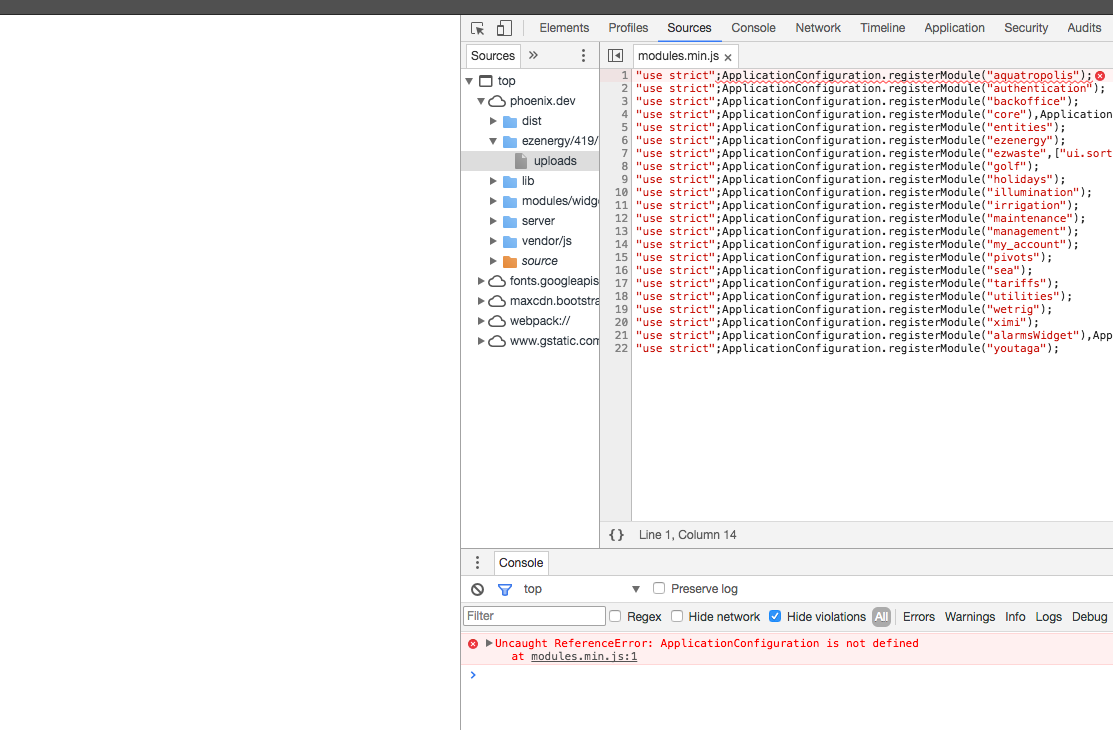 Elements Profiles Sources Console Network Timeline Application Security Audits
Sources » modules.min.js ×
top
phoenix.dev
dist
ezenergy/419/
uploads
lib
modules/widge
server
vendor/js
source
fonts.googleapis
maxcdn.bootstra
webpack://
www.gstatic.com
1 "use strict";ApplicationConfiguration.registerModule("aquatropolis");
2 "use strict";ApplicationConfiguration.registerModule("authentication");
3 "use strict";ApplicationConfiguration.registerModule("backoffice");
4 "use strict";ApplicationConfiguration.registerModule("core"),Application
5 "use strict";ApplicationConfiguration.registerModule("entities");
6 "use strict";ApplicationConfiguration.registerModule("ezenergy");
7 "use strict";ApplicationConfiguration.registerModule("ezwaste",["ui.sort
8 "use strict";ApplicationConfiguration.registerModule("golf");
9 "use strict";ApplicationConfiguration.registerModule("holidays");
10 "use strict";ApplicationConfiguration.registerModule("illumination");
11 "use strict";ApplicationConfiguration.registerModule("irrigation");
12 "use strict";ApplicationConfiguration.registerModule("maintenance");
13 "use strict";ApplicationConfiguration.registerModule("management");
14 "use strict";ApplicationConfiguration.registerModule("my_account");
15 "use strict";ApplicationConfiguration.registerModule("pivots");
16 "use strict";ApplicationConfiguration.registerModule("sea");
17 "use strict";ApplicationConfiguration.registerModule("tariffs");
18 "use strict";ApplicationConfiguration.registerModule("utilities");
19 "use strict";ApplicationConfiguration.registerModule("wetrig");
20 "use strict";ApplicationConfiguration.registerModule("ximi");
21 "use strict";ApplicationConfiguration.registerModule("alarmsWidget"),App
22 "use strict";ApplicationConfiguration.registerModule("youtaga");
{} Line 1, Column 14
Console
top Preserve log
Filter Regex Hide network Hide violations All Errors Warnings Info Logs Debug
Uncaught ReferenceError: ApplicationConfiguration is not defined
at modules.min.js:1